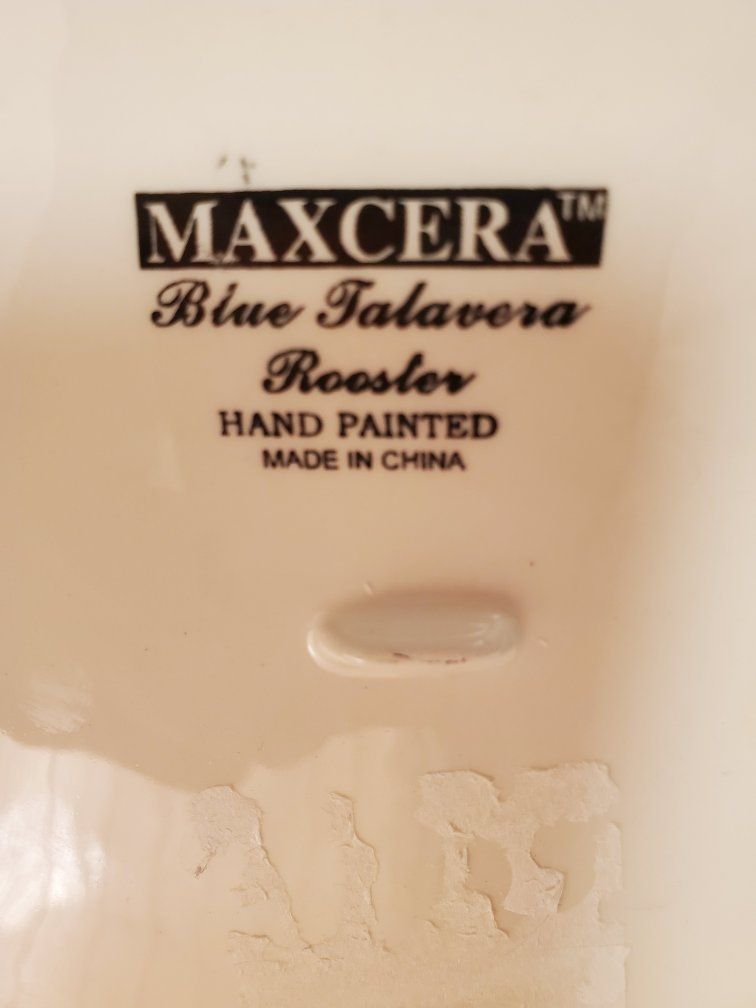 MAXCERA™
Blue Talavera
Rooster
HAND PAINTED
MADE IN CHINA